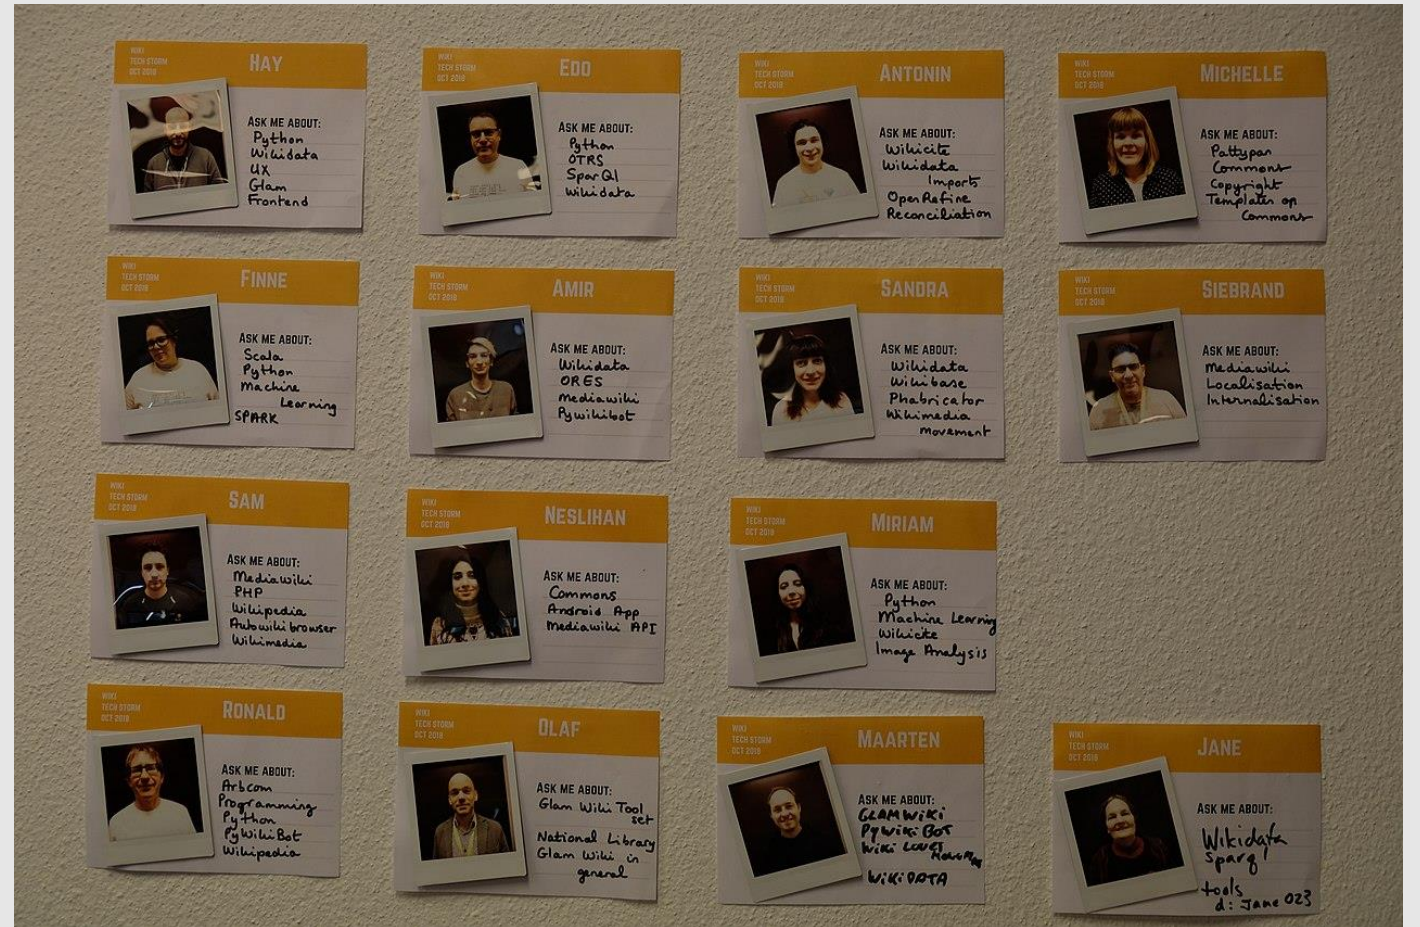 WIKI
TECH STORM
OCT 2018
HAY
ASK ME ABOUT:
Python
Wikidata
UX
Glam
Frontend
WIKI
TECH STORM
OCT 2018
EDO
ASK ME ABOUT:
Python
OTRS
SparQl
Wikidata
WIKI
TECH STORM
OCT 2018
ANTONIN
ASK ME ABOUT:
Wikicite
Wikidata
Imports
OpenRefine
Reconciliation
WIKI
TECH STORM
OCT 2018
MICHELLE
ASK ME ABOUT:
Pattypan
Commons
Copyright
Templates on
Commons
WIKI
TECH STORM
OCT 2018
FINNE
ASK ME ABOUT:
Scala
Python
Machine
Learning
SPARK
WIKI
TECH STORM
OCT 2018
AMIR
ASK ME ABOUT:
Wikidata
ORES
Mediawiki
Pywikibot
WIKI
TECH STORM
OCT 2018
SANDRA
ASK ME ABOUT:
Wikidata
Wikibase
Phabricator
Wikimedia
movement
WIKI
TECH STORM
OCT 2018
SIEBRAND
ASK ME ABOUT:
Mediawiki
Localisation
Internalisation
WIKI
TECH STORM
OCT 2018
SAM
ASK ME ABOUT:
Mediawiki
PHP
Wikipedia
Autowikibrowser
Wikimedia
WIKI
TECH STORM
OCT 2018
NESLIHAN
ASK ME ABOUT:
Commons
Android App
Mediawiki API
WIKI
TECH STORM
OCT 2018
MIRIAM
ASK ME ABOUT:
Python
Machine Learning
Wikicite
Image Analysis
WIKI
TECH STORM
OCT 2018
RONALD
ASK ME ABOUT:
Arbcom
Programming
Python
PyWikiBot
Wikipedia
WIKI
TECH STORM
OCT 2018
OLAF
ASK ME ABOUT:
Glam Wiki Tool
set
National Library
Glam Wiki in
general
WIKI
TECH STORM
OCT 2018
MAARTEN
ASK ME ABOUT:
GLAMWiKi
PYWiKiBOT
WiKi LOVES
WiKiDATA
WIKI
TECH STORM
OCT 2018
JANE
ASK ME ABOUT:
Wikidata
sparql
tools
d: Jane 023